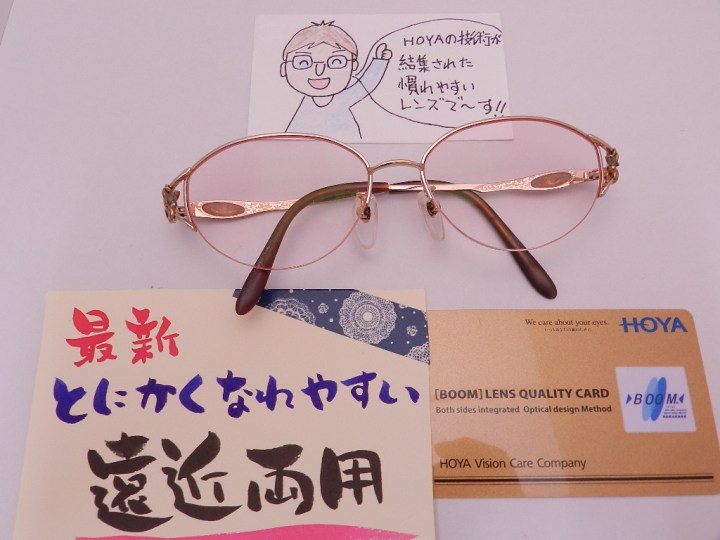 HOYAの技術が
結集された
慣れやすい
レンズで〜す!!
最新
とにかくなれやすい
遠近両用
We care about your eyes.
HOYA
[BOOM] LENS QUALITY CARD
Both sides integrated Optical design Method
BOOM
HOYA Vision Care Company